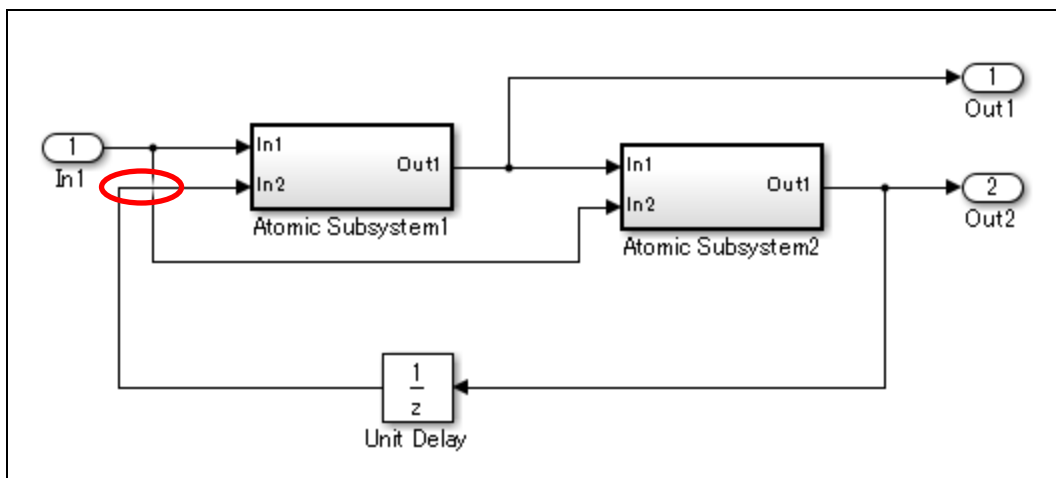 1
In1
In1
In2
Out1
Atomic Subsystem1
In1
In2
Out1
Atomic Subsystem2
1
Out1
2
Out2
1
z
Unit Delay